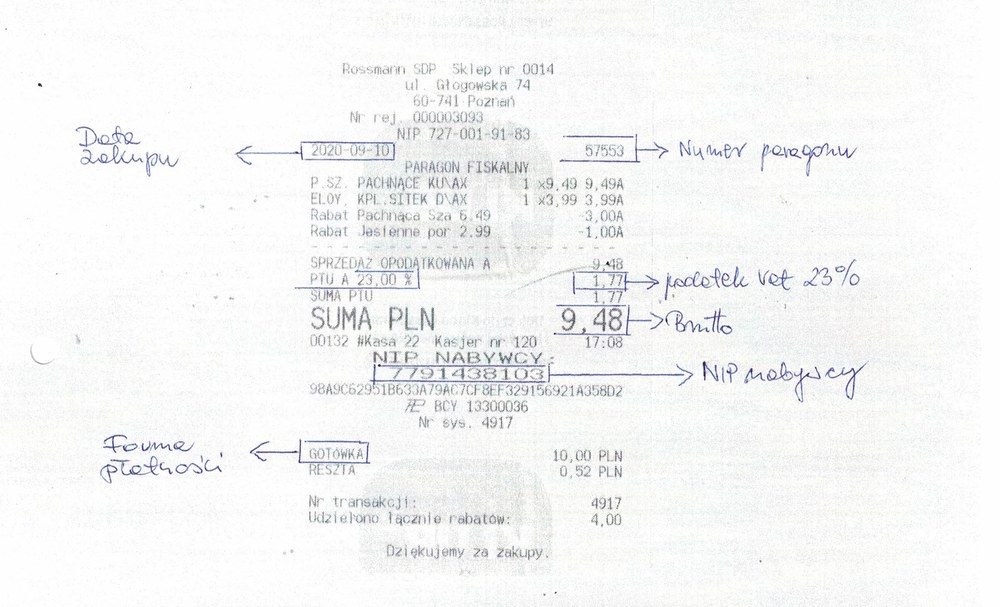 Rossmann SDP Sklep nr 0014
ul. Głogowska 74
60-741 Poznań
Nr rej. 000003093
NIP 727-001-91-83
Data zakupu
2020-09-10 57553
Numer paragonu
PARAGON FISKALNY
P.SZ. PACHNĄCE KU\AX 1 x9,49 9,49A
ELOY, KPL.SITEK D\AX 1 x3,99 3,99A
Rabat Pachnąca Sza 6.49 -3,00A
Rabat Jesienne por 2.99 -1,00A
SPRZEDAZ OPODATKOWANA A 9,48
PTU A 23,00 % 1,77
podatek vat 23%
SUMA PTU 1,77
SUMA PLN 9,48
Brutto
00132 #Kasa 22 Kasjer nr 120 17:08
NIP NABYWCY:
7791438103
NIP nabywcy
98A9C62951B633A79AC7CF8EF329156921A358D2
BCY 13300036
Nr sys. 4917
Forma płatności
GOTÓWKA 10,00 PLN
RESZTA 0,52 PLN
Nr transakcji: 4917
Udzielono łącznie rabatów: 4,00
Dziękujemy za zakupy.